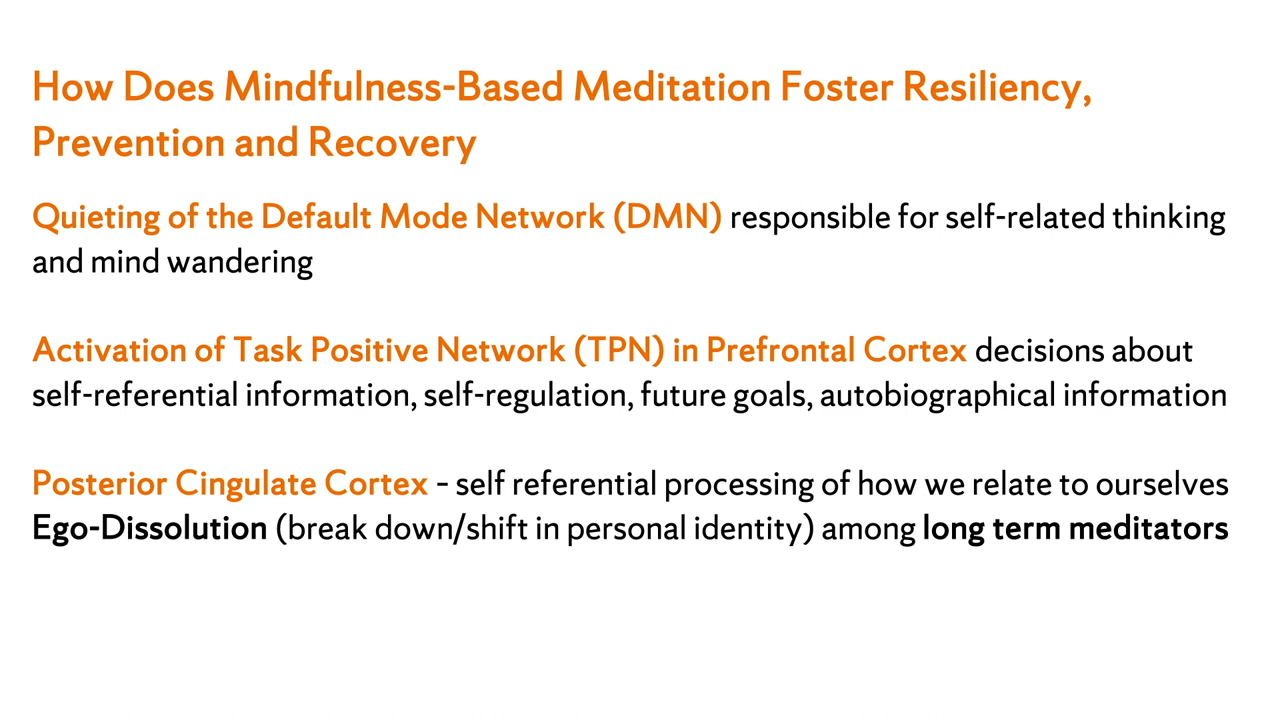 How Does Mindfulness-Based Meditation Foster Resiliency,
Prevention and Recovery
Quieting of the Default Mode Network (DMN) responsible for self-related thinking
and mind wandering
Activation of Task Positive Network (TPN) in Prefrontal Cortex decisions about
self-referential information, self-regulation, future goals, autobiographical information
Posterior Cingulate Cortex – self referential processing of how we relate to ourselves
Ego-Dissolution (break down/shift in personal identity) among long term meditators